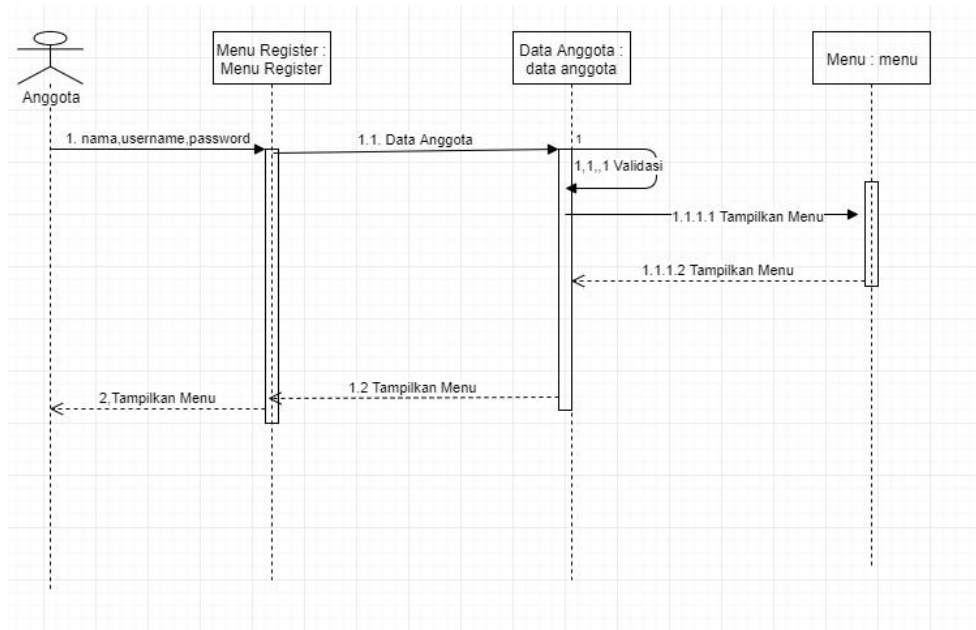 Menu Register :
Menu Register
Data Anggota :
data anggota
Menu : menu
Anggota
1. nama,username,password
1.1. Data Anggota
1
1,1,,1 Validasi
1.1.1.1 Tampilkan Menu
1.1.1.2 Tampilkan Menu
1.2 Tampilkan Menu
2,Tampilkan Menu